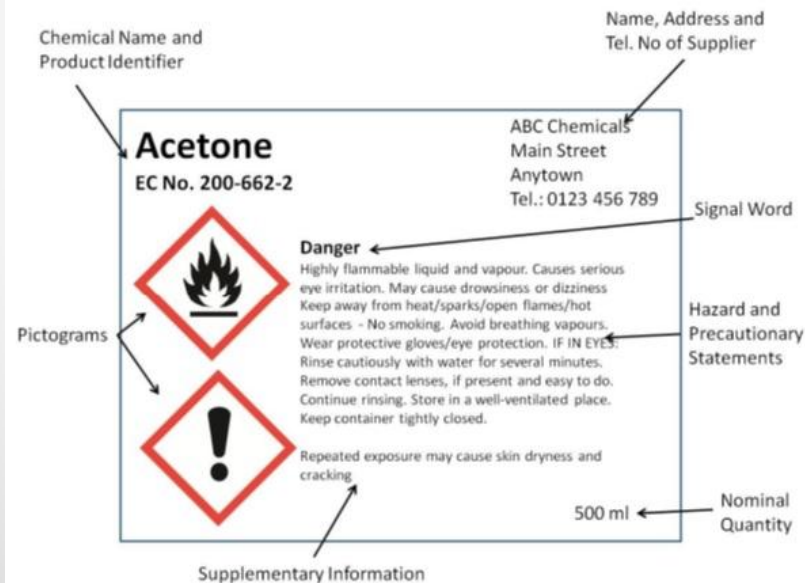 Chemical Name and
Product Identifier
Name, Address and
Tel. No of Supplier
Acetone
EC No. 200-662-2
ABC Chemicals
Main Street
Anytown
Tel.: 0123 456 789
Signal Word
Danger
Highly flammable liquid and vapour. Causes serious
eye irritation. May cause drowsiness or dizziness
Keep away from heat/sparks/open flames/hot
surfaces - No smoking. Avoid breathing vapours.
Wear protective gloves/eye protection. IF IN EYES:
Rinse cautiously with water for several minutes.
Remove contact lenses, if present and easy to do.
Continue rinsing. Store in a well-ventilated place.
Keep container tightly closed.
Hazard and
Precautionary
Statements
Pictograms
Repeated exposure may cause skin dryness and
cracking
500 ml
Nominal
Quantity
Supplementary Information